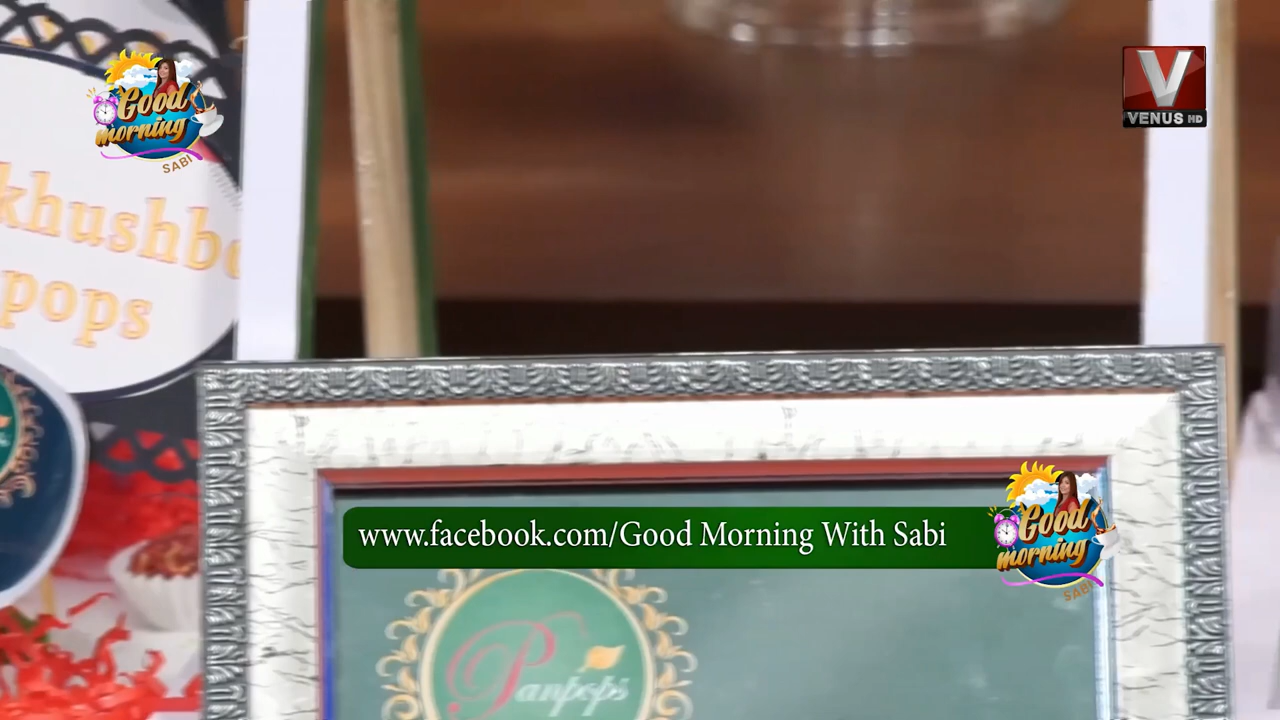 Good
morning
SABI
V
VENUS HD
khushbo
pops
www.facebook.com/Good Morning With Sabi
Good
morning
SABI
Panpops